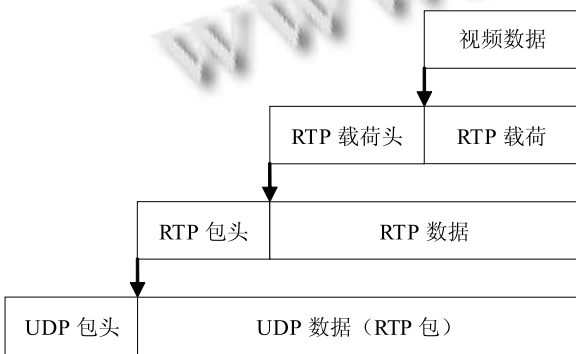 WWW
视频数据
RTP 载荷头 RTP 载荷
RTP 包头 RTP 数据
UDP 包头 UDP 数据（RTP 包）